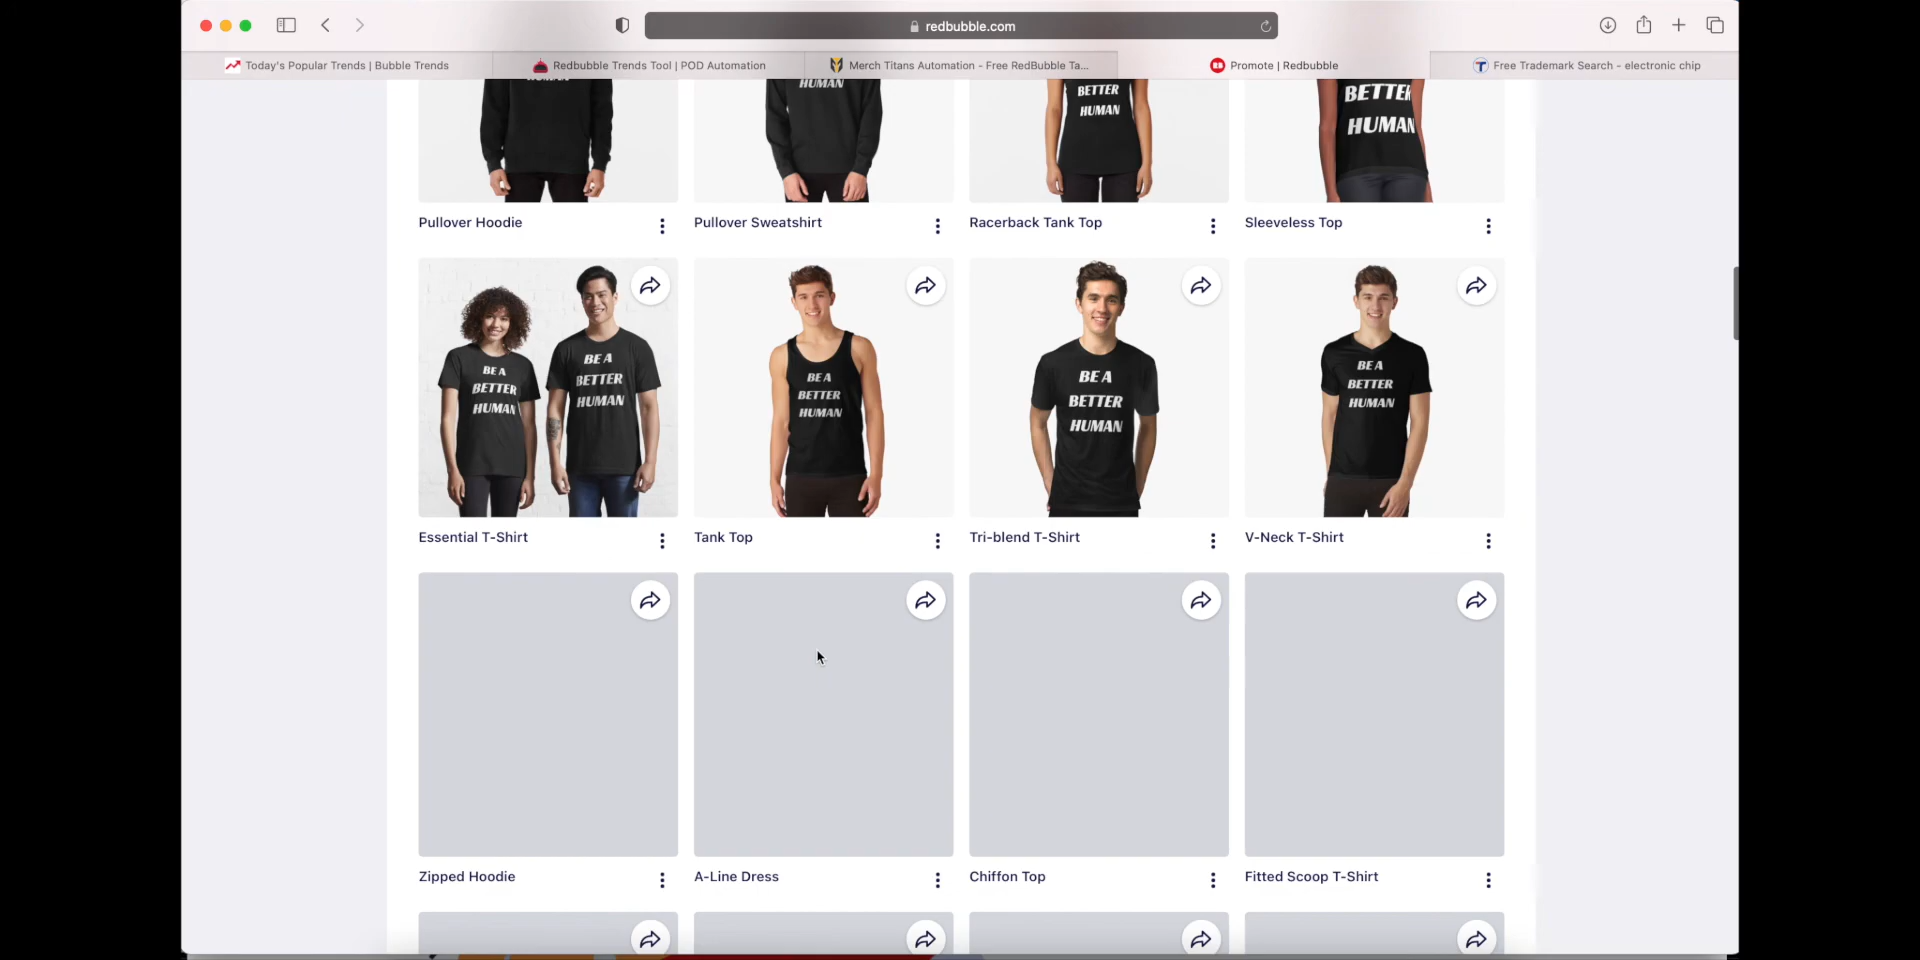 redbubble.com
Today's Popular Trends | Bubble Trends
Redbubble Trends Tool | POD Automation
Merch Titans Automation - Free RedBubble Ta...
Promote | Redbubble
Free Trademark Search - electronic chip
HUMAN
BETTER
HUMAN
BETTER
HUMAN
Pullover Hoodie
Pullover Sweatshirt
Racerback Tank Top
Sleeveless Top
BE A
BETTER
HUMAN
BE A
BETTER
HUMAN
BE A
BETTER
HUMAN
BE A
BETTER
HUMAN
BE A
BETTER
HUMAN
Essential T-Shirt
Tank Top
Tri-blend T-Shirt
V-Neck T-Shirt
Zipped Hoodie
A-Line Dress
Chiffon Top
Fitted Scoop T-Shirt